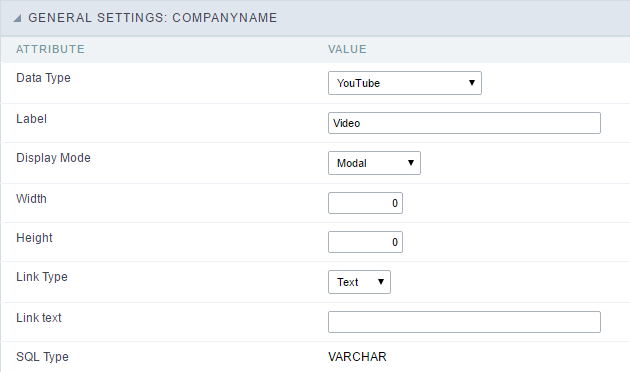 GENERAL SETTINGS: COMPANYNAME
ATTRIBUTE VALUE
Data Type YouTube
Label Video
Display Mode Modal
Width 0
Height 0
Link Type Text
Link text
SQL Type VARCHAR